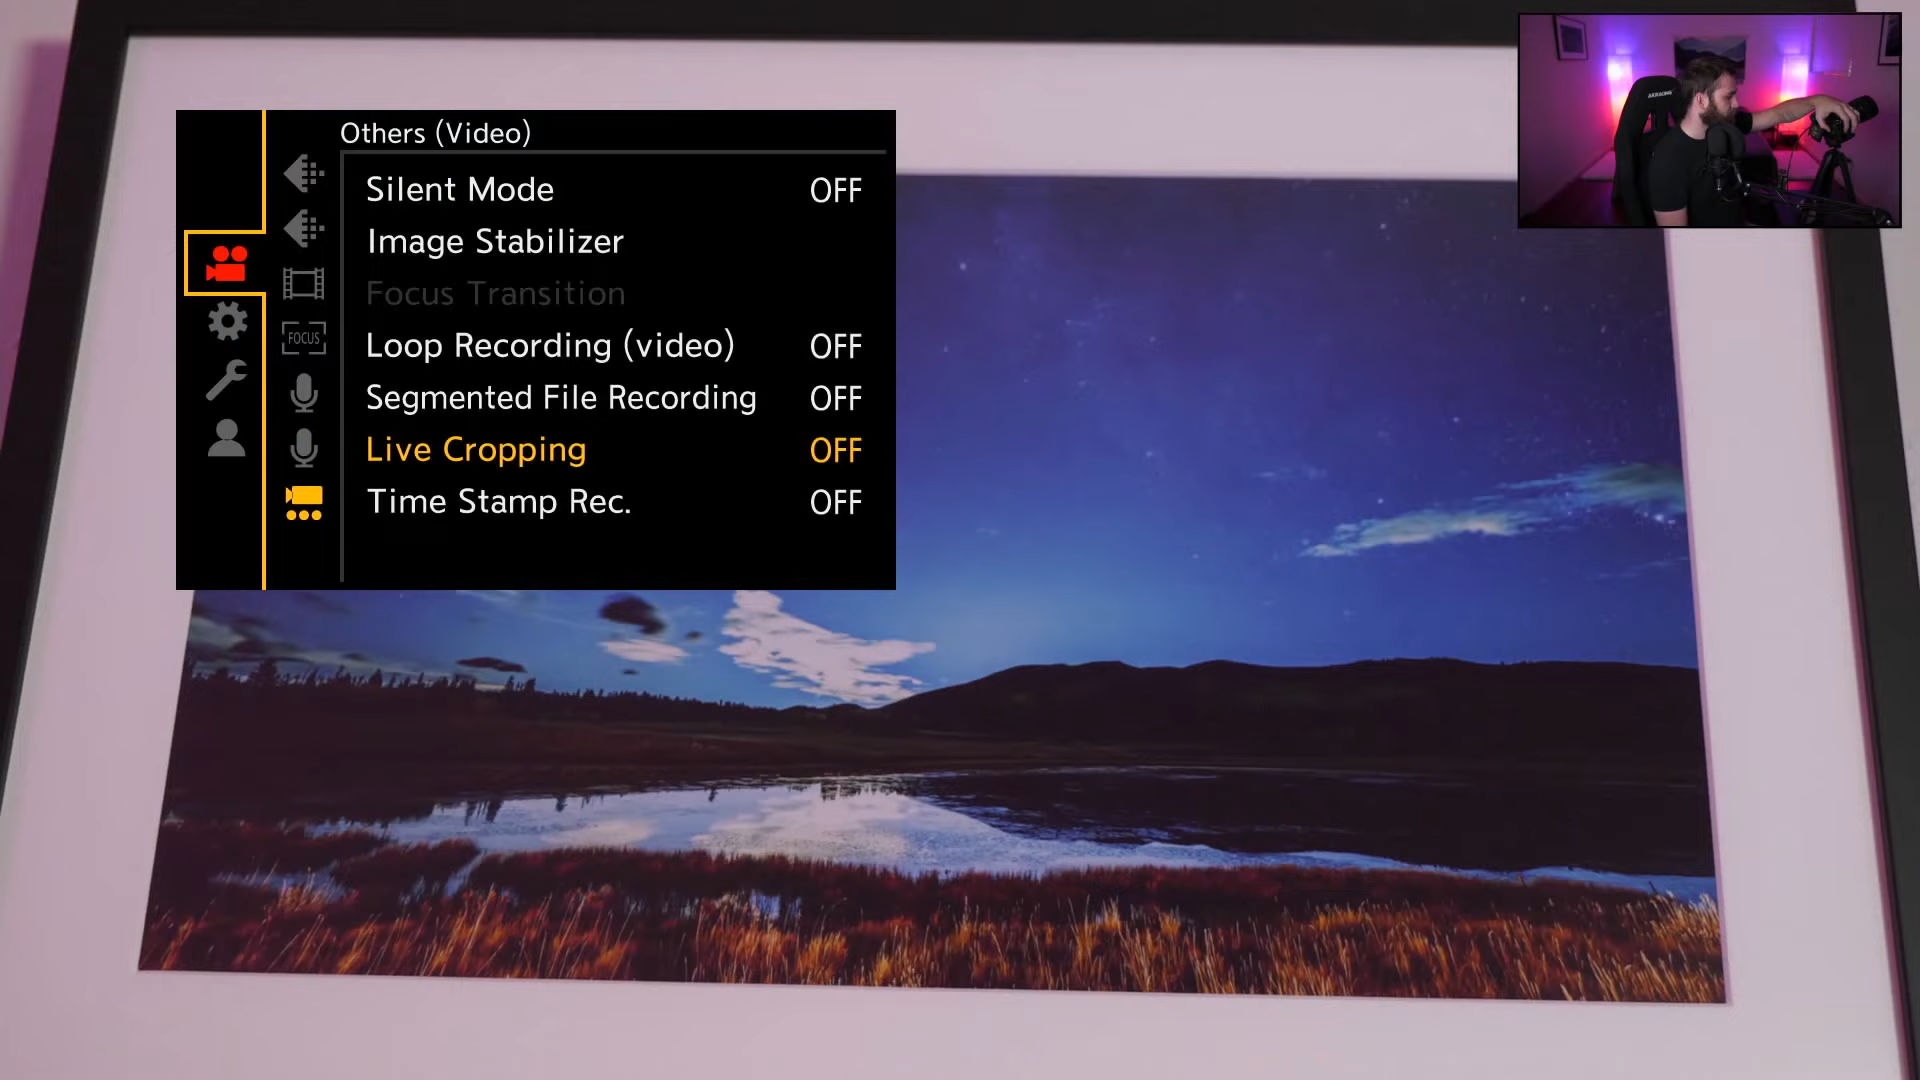 Others (Video)
Silent Mode OFF
Image Stabilizer
Focus Transition
Loop Recording (video) OFF
FOCUS
Segmented File Recording OFF
Live Cropping OFF
Time Stamp Rec. OFF
AKRACING